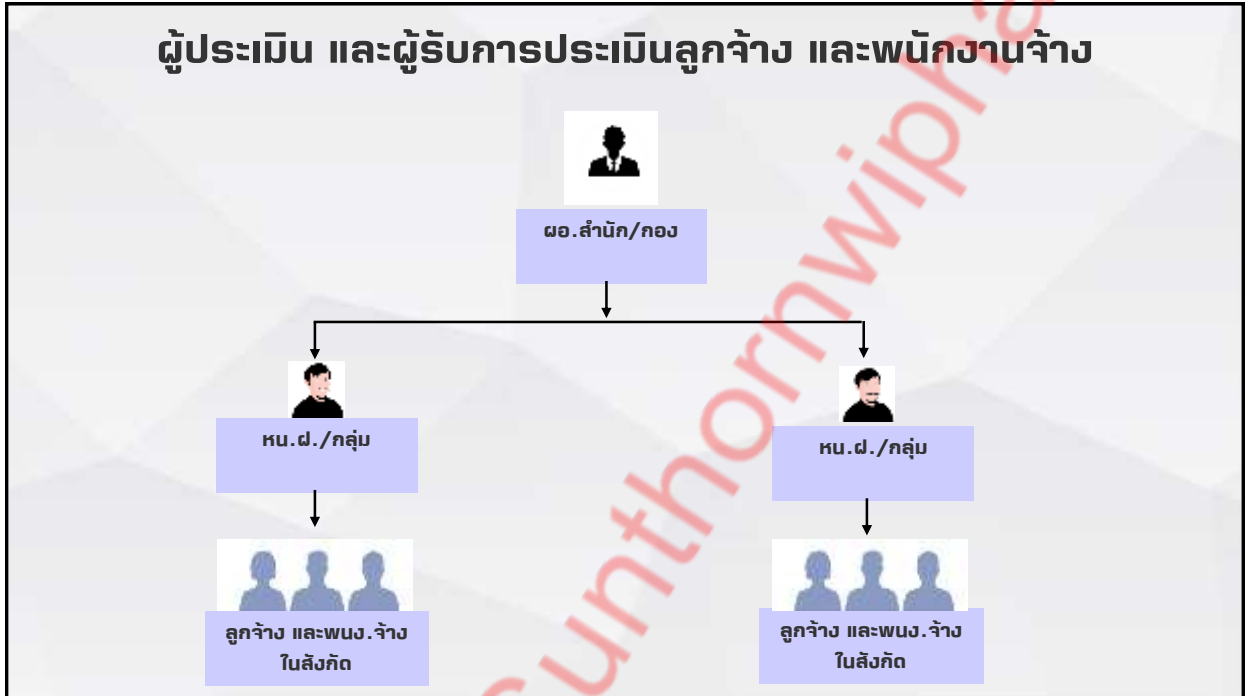 ผู้ประเมิน และผู้รับการประเมินลูกจ้าง และพนักงานจ้าง
ผอ.สำนัก/กอง
หน.ฝ./กลุ่ม
หน.ฝ./กลุ่ม
ลูกจ้าง และพนง.จ้าง
ในสังกัด
ลูกจ้าง และพนง.จ้าง
ในสังกัด
Sunthornwipha